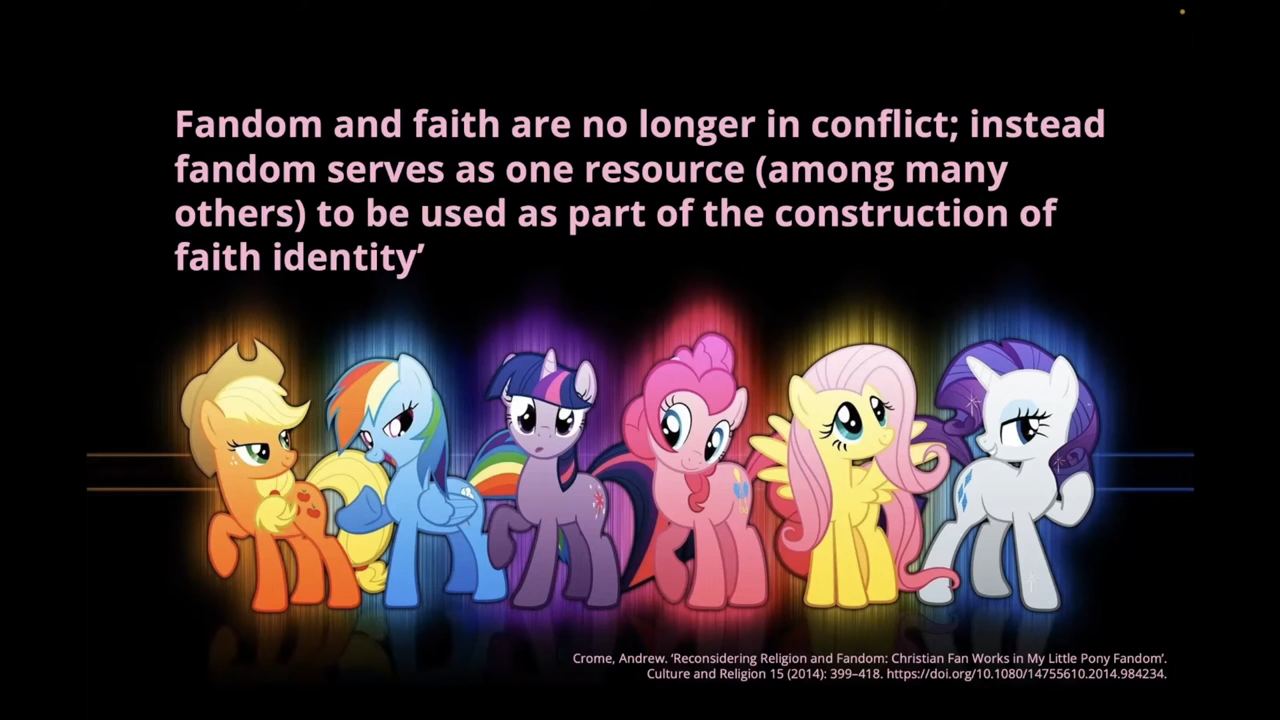 Fandom and faith are no longer in conflict; instead
fandom serves as one resource (among many
others) to be used as part of the construction of
faith identity’
Crome, Andrew. ‘Reconsidering Religion and Fandom: Christian Fan Works in My Little Pony Fandom’.
Culture and Religion 15 (2014): 399–418. https://doi.org/10.1080/14755610.2014.984234.